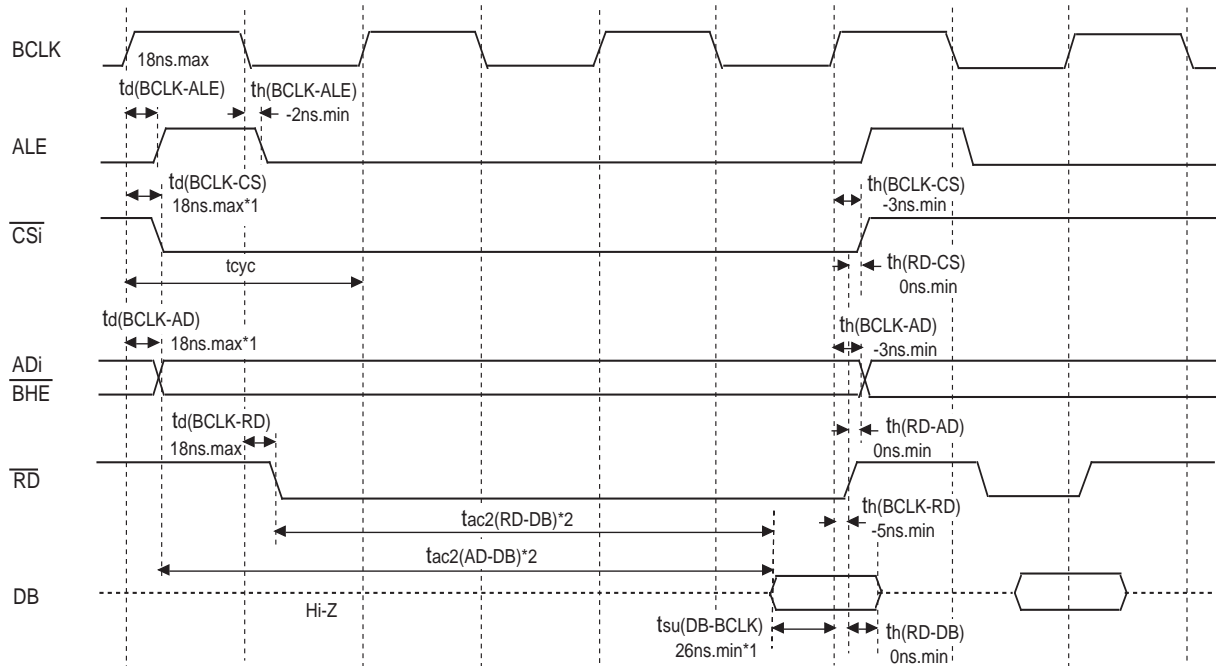 BCLK
18ns.max
td(BCLK-ALE)
th(BCLK-ALE)
-2ns.min
ALE
td(BCLK-CS)
18ns.max*1
th(BCLK-CS)
-3ns.min
CSi
tcyc
th(RD-CS)
0ns.min
td(BCLK-AD)
18ns.max*1
th(BCLK-AD)
-3ns.min
ADi
BHE
td(BCLK-RD)
18ns.max
th(RD-AD)
0ns.min
RD
th(BCLK-RD)
-5ns.min
tac2(RD-DB)*2
tac2(AD-DB)*2
DB
Hi-Z
tsu(DB-BCLK)
26ns.min*1
th(RD-DB)
0ns.min